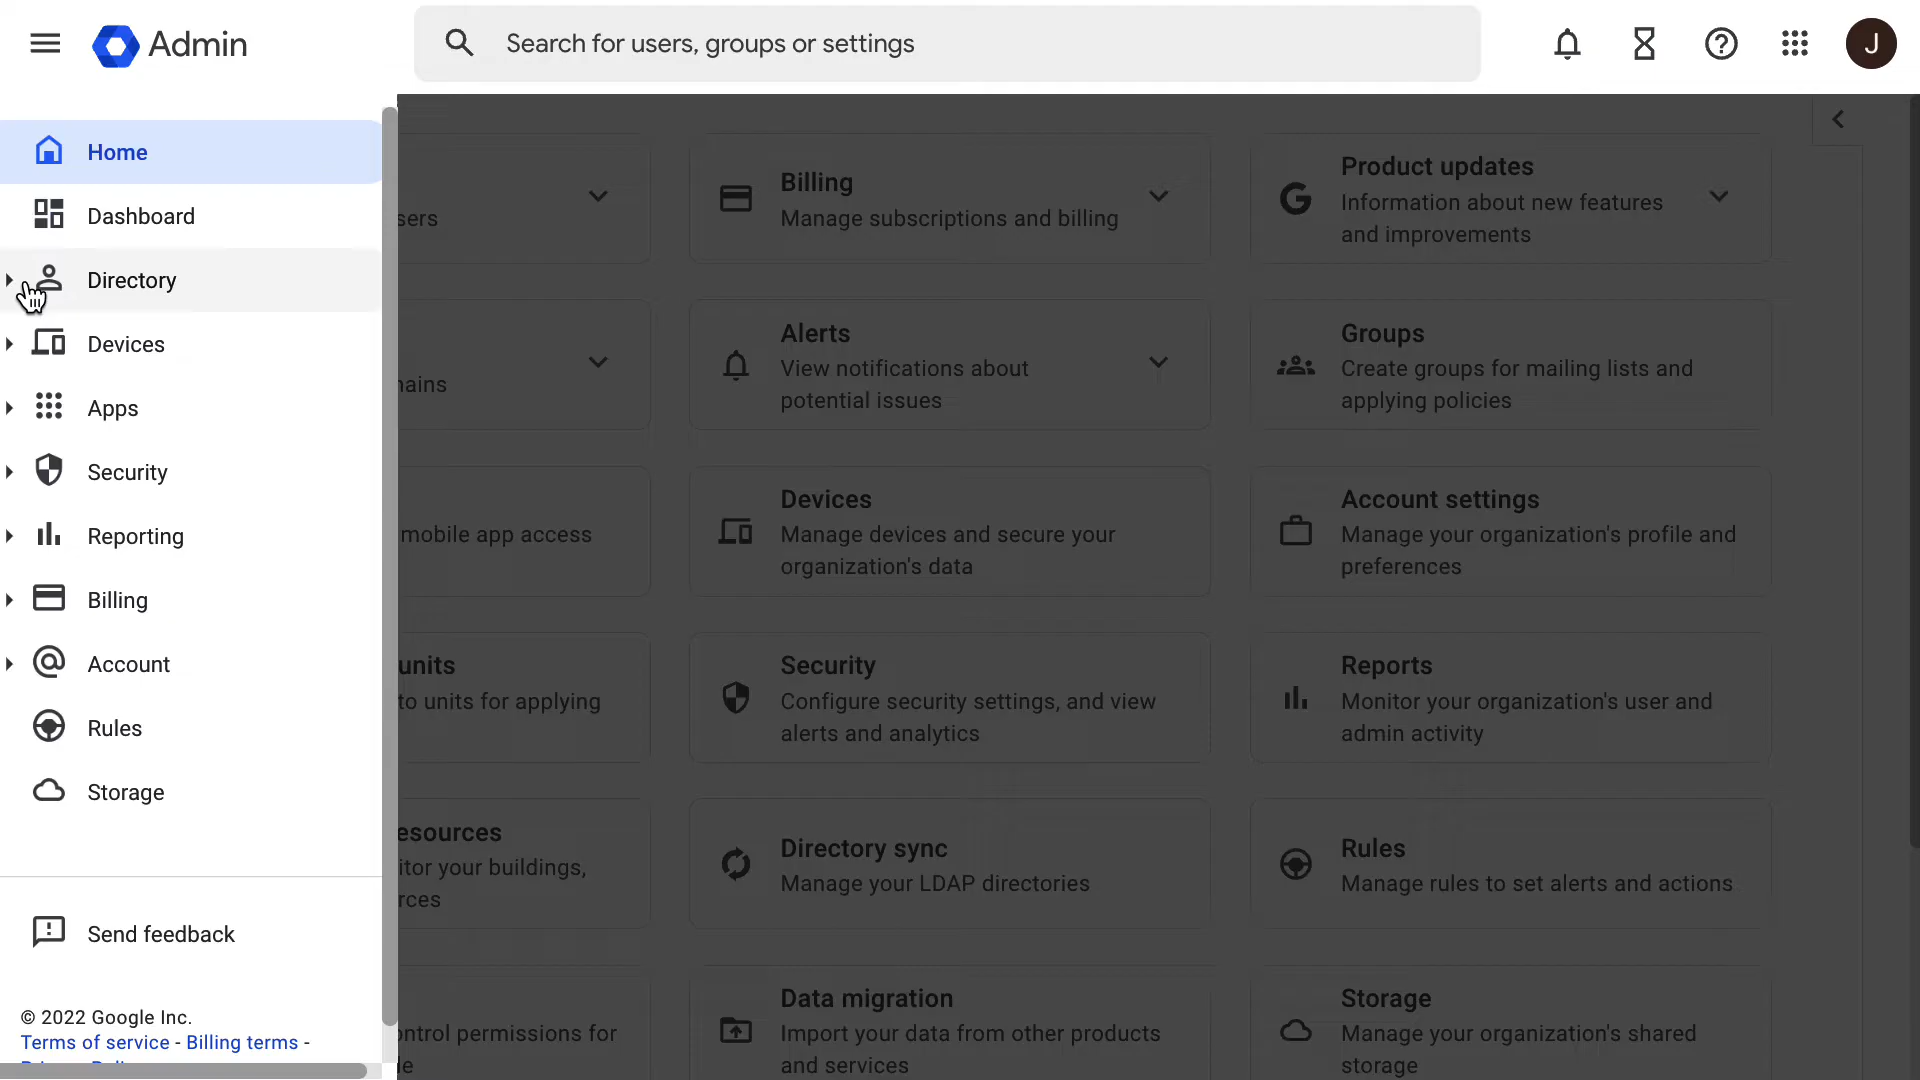 Admin
Search for users, groups or settings
J
Home
Dashboard
Directory
Devices
Apps
Security
Reporting
Billing
Account
Rules
Storage
Send feedback
© 2022 Google Inc.
Terms of service - Billing terms -
sers
Billing
Manage subscriptions and billing
Product updates
Information about new features
and improvements
nains
Alerts
View notifications about
potential issues
Groups
Create groups for mailing lists and
applying policies
mobile app access
Devices
Manage devices and secure your
organization's data
Account settings
Manage your organization's profile and
preferences
units
to units for applying
Security
Configure security settings, and view
alerts and analytics
Reports
Monitor your organization's user and
admin activity
esources
itor your buildings,
rces
Directory sync
Manage your LDAP directories
Rules
Manage rules to set alerts and actions
ontrol permissions for
le
Data migration
Import your data from other products
and services
Storage
Manage your organization's shared
storage